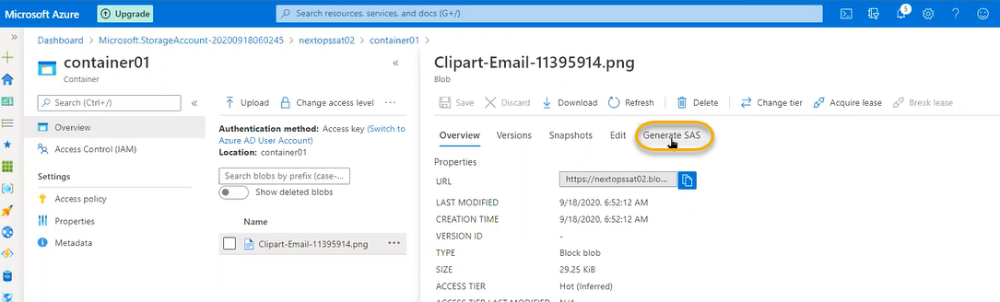 Microsoft Azure
Upgrade
Search resources, services, and docs (G+/)
5
Dashboard > Microsoft.StorageAccount-20200918060245 > nextopssat02 > container01 >
container01
Container
Search (Ctrl+/)
Overview
Access Control (IAM)
Settings
Access policy
Properties
Metadata
Upload
Change access level
Authentication method: Access key (Switch to
Azure AD User Account)
Location: container01
Search blobs by prefix (case-...
Show deleted blobs
Name
Clipart-Email-11395914.png
Clipart-Email-11395914.png
Blob
Save
Discard
Download
Refresh
Delete
Change tier
Acquire lease
Break lease
Overview
Versions
Snapshots
Edit
Generate SAS
Properties
URL https://nextopssat02.blo...
LAST MODIFIED 9/18/2020, 6:52:12 AM
CREATION TIME 9/18/2020, 6:52:12 AM
VERSION ID -
TYPE Block blob
SIZE 29.25 KiB
ACCESS TIER Hot (Inferred)
ACCESS TIER LAST MODIFIED N/A